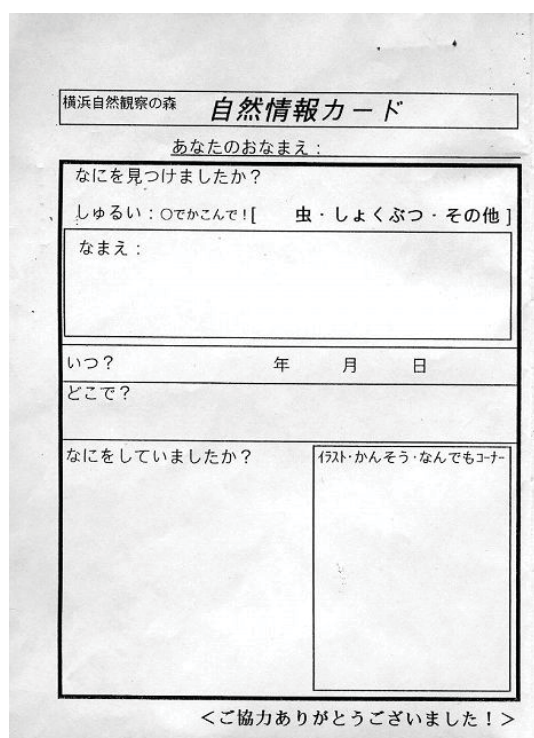 横浜自然観察の森 自然情報カード
あなたのおなまえ：
なにを見つけましたか？
しゅるい：○でかこんで！[ 虫・しょくぶつ・その他 ]
なまえ：
いつ？ 年 月 日
どこで？
なにをしていましたか？
ｲﾗｽﾄ・かんそう・なんでもｺｰﾅｰ
＜ご協力ありがとうございました！＞